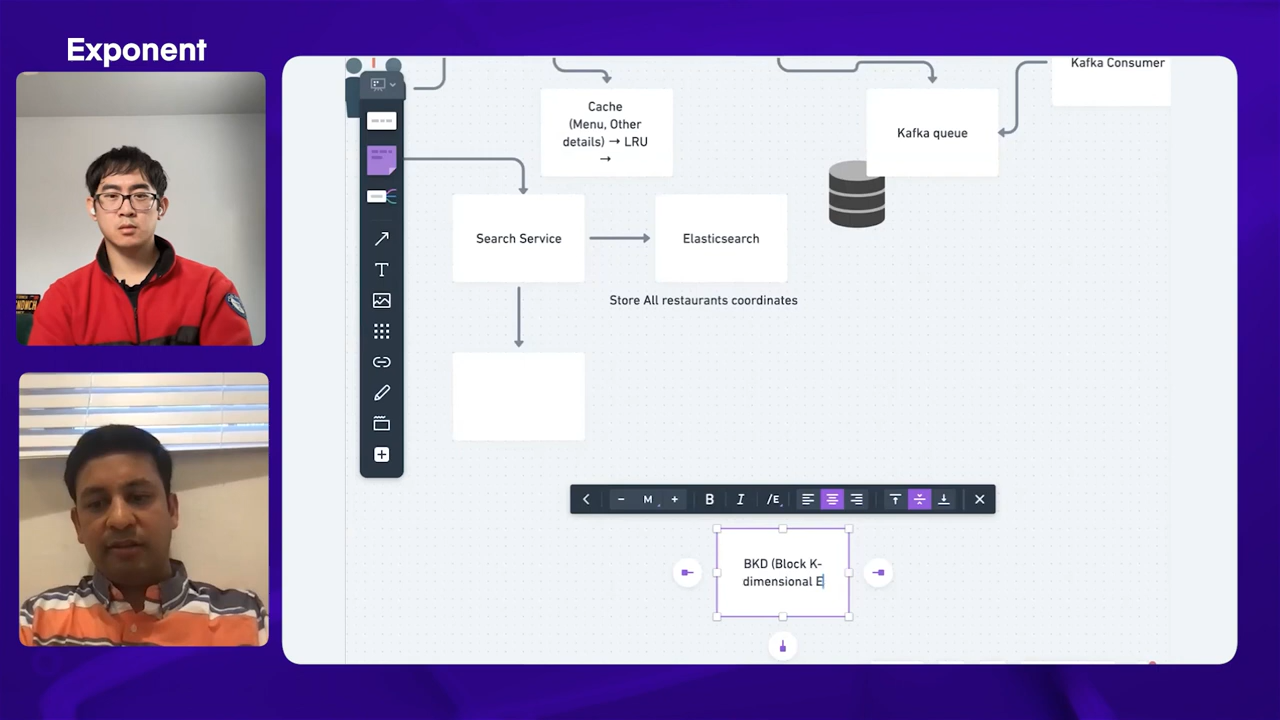 Exponent
Kafka Consumer
Cache
(Menu, Other
details) → LRU
→
Kafka queue
Search Service
Elasticsearch
Store All restaurants coordinates
T
− M +
B
I
/E
BKD (Block K-
dimensional E